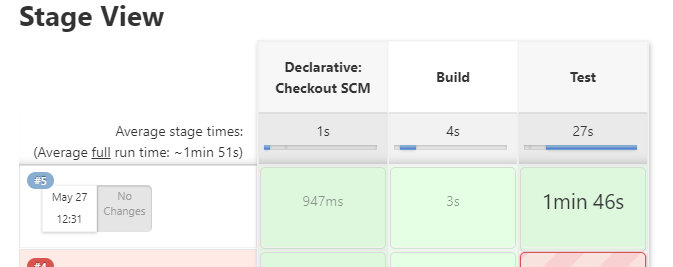 Stage View
Declarative:
Checkout SCM
Build
Test
Average stage times:
(Average full run time: ~1min 51s)
1s
4s
27s
#5
May 27
12:31
No
Changes
947ms
3s
1min 46s
#4